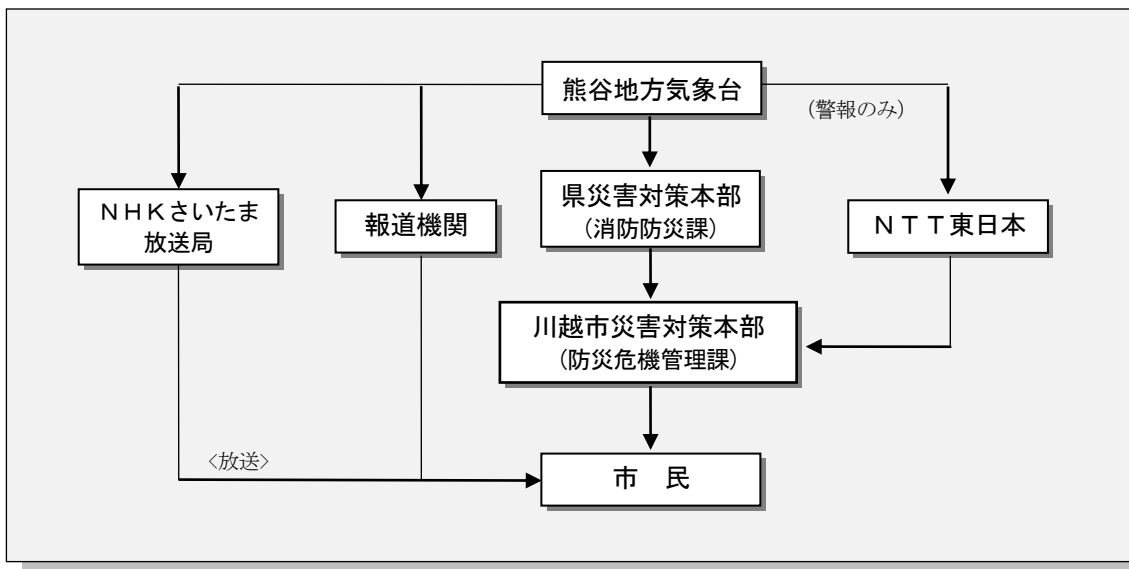 熊谷地方気象台
(警報のみ)
NHKさいたま
放送局
報道機関
県災害対策本部
(消防防災課)
NTT東日本
川越市災害対策本部
(防災危機管理課)
<放送>
市 民